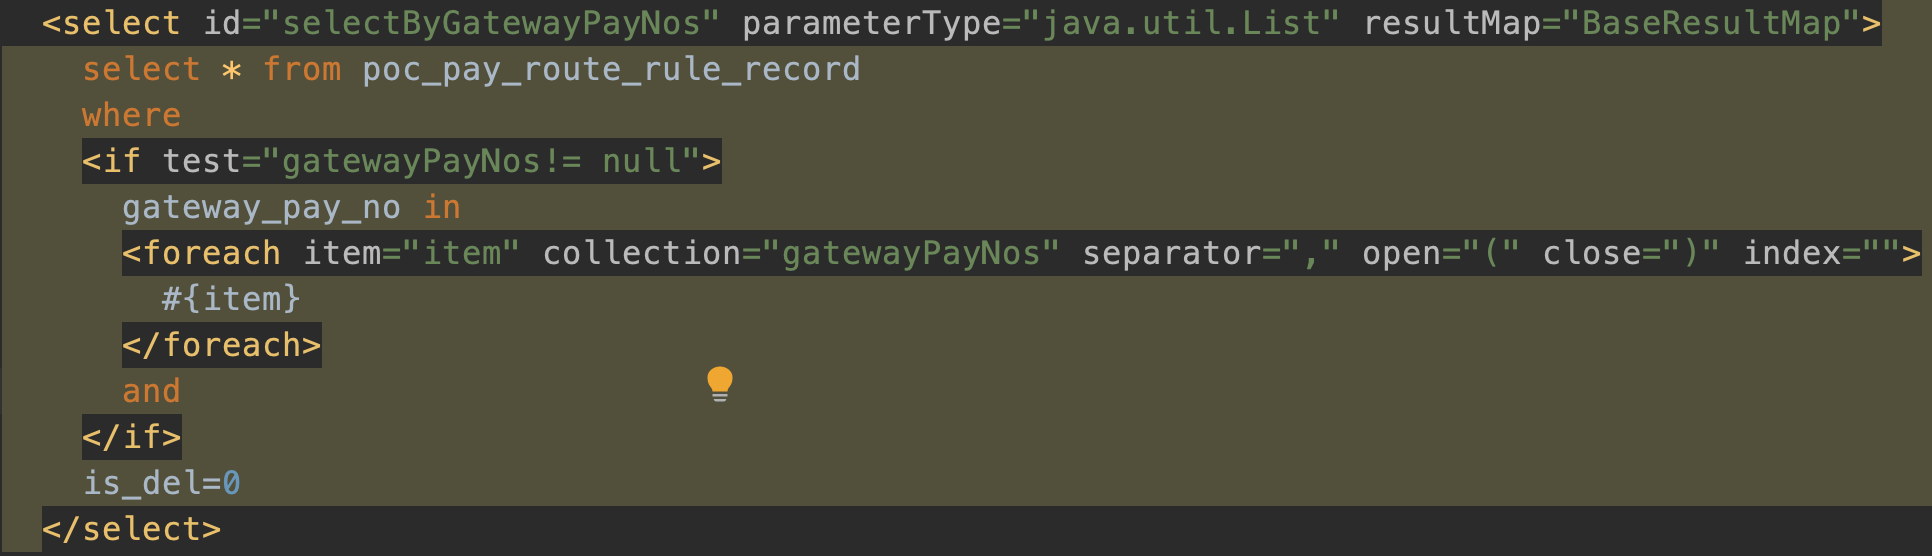 <select id="selectByGatewayPayNos" parameterType="java.util.List" resultMap="BaseResultMap">
select * from poc_pay_route_rule_record
where
<if test="gatewayPayNos!= null">
gateway_pay_no in
<foreach item="item" collection="gatewayPayNos" separator="," open="(" close=")" index="">
#{item}
</foreach>
and
</if>
is_del=0
</select>